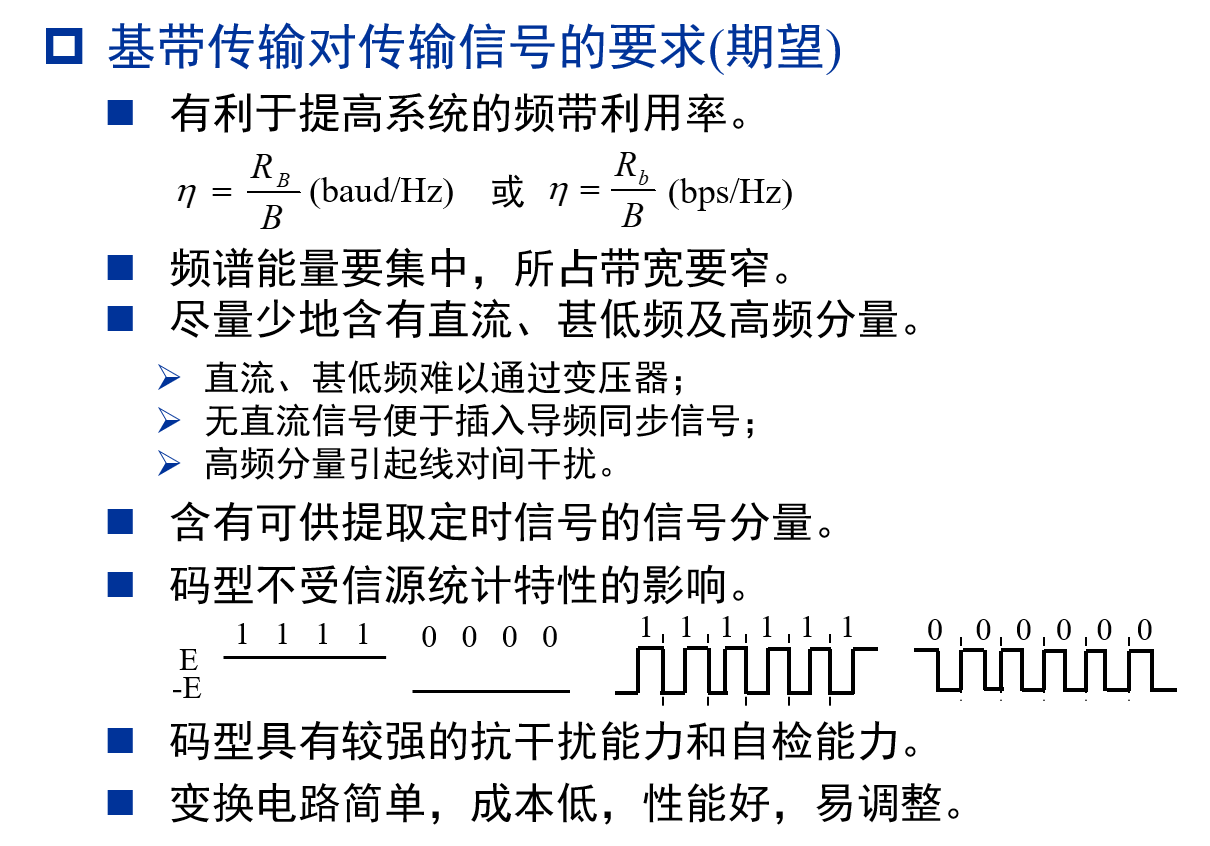 基带传输对传输信号的要求(期望)
有利于提高系统的频带利用率。
η = R_B / B (baud/Hz) 或 η = R_b / B (bps/Hz)
频谱能量要集中，所占带宽要窄。
尽量少地含有直流、甚低频及高频分量。
直流、甚低频难以通过变压器；
无直流信号便于插入导频同步信号；
高频分量引起线对间干扰。
含有可供提取定时信号的信号分量。
码型不受信源统计特性的影响。
1 1 1 1 0 0 0 0 1 1 1 1 1 1 0 0 0 0 0 0
E
-E
码型具有较强的抗干扰能力和自检能力。
变换电路简单，成本低，性能好，易调整。